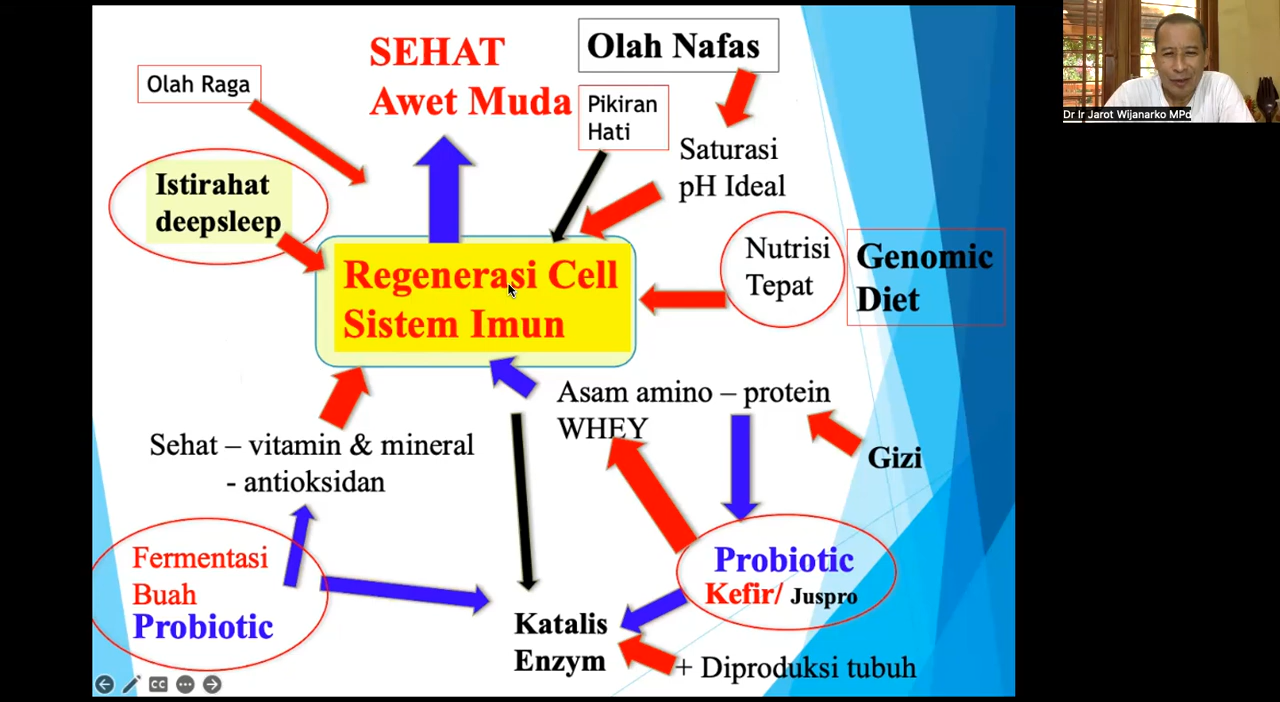 SEHAT
Awet Muda
Olah Nafas
Olah Raga
Pikiran
Hati
Saturasi
pH Ideal
Istirahat
deepsleep
Nutrisi
Tepat
Genomic
Diet
Regenerasi Cell
Sistem Imun
Asam amino – protein
WHEY
Gizi
Sehat – vitamin & mineral
- antioksidan
Fermentasi
Buah
Probiotic
Probiotic
Kefir/ Juspro
Katalis
Enzym
+ Diproduksi tubuh
CC
Dr Ir Jarot Wijanarko MPd